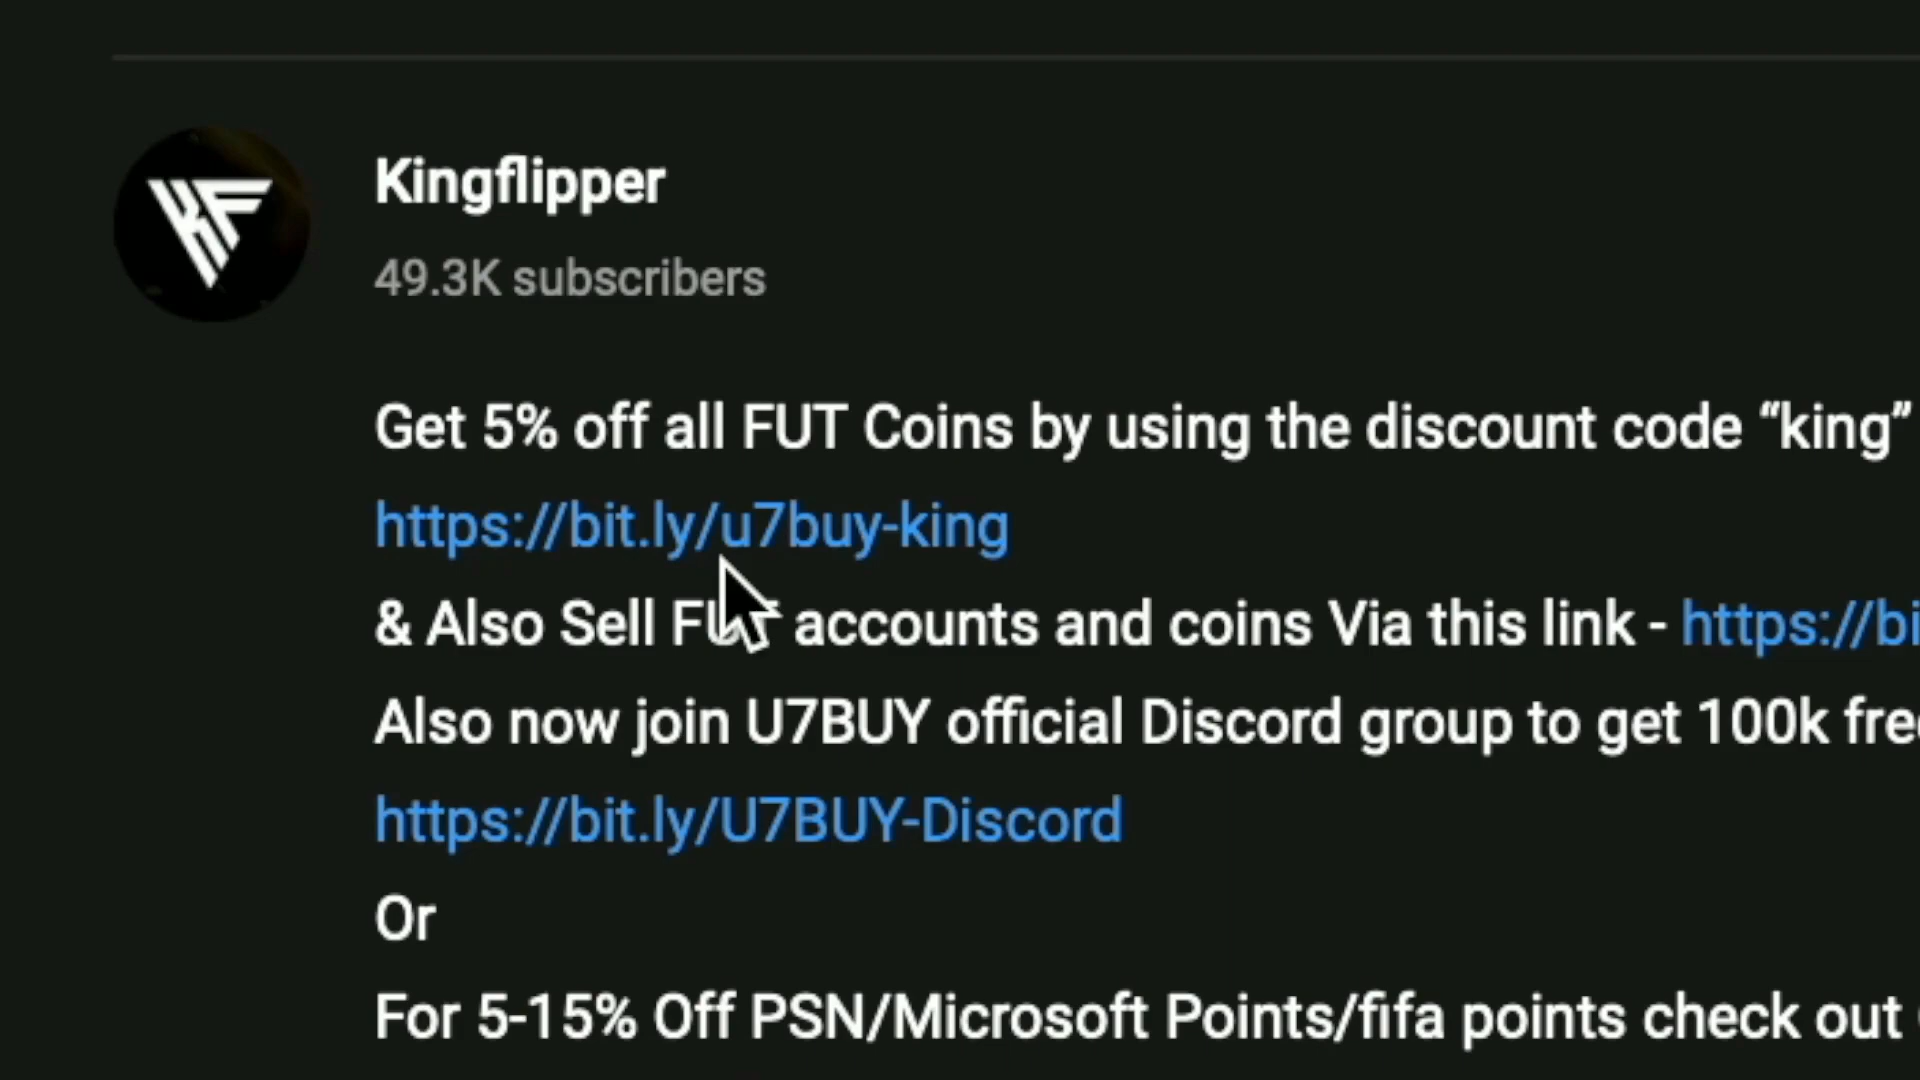 KF
Kingflipper
49.3K subscribers
Get 5% off all FUT Coins by using the discount code “king”
https://bit.ly/u7buy-king
& Also Sell FUT accounts and coins Via this link - https://bi
Also now join U7BUY official Discord group to get 100k free
https://bit.ly/U7BUY-Discord
Or
For 5-15% Off PSN/Microsoft Points/fifa points check out